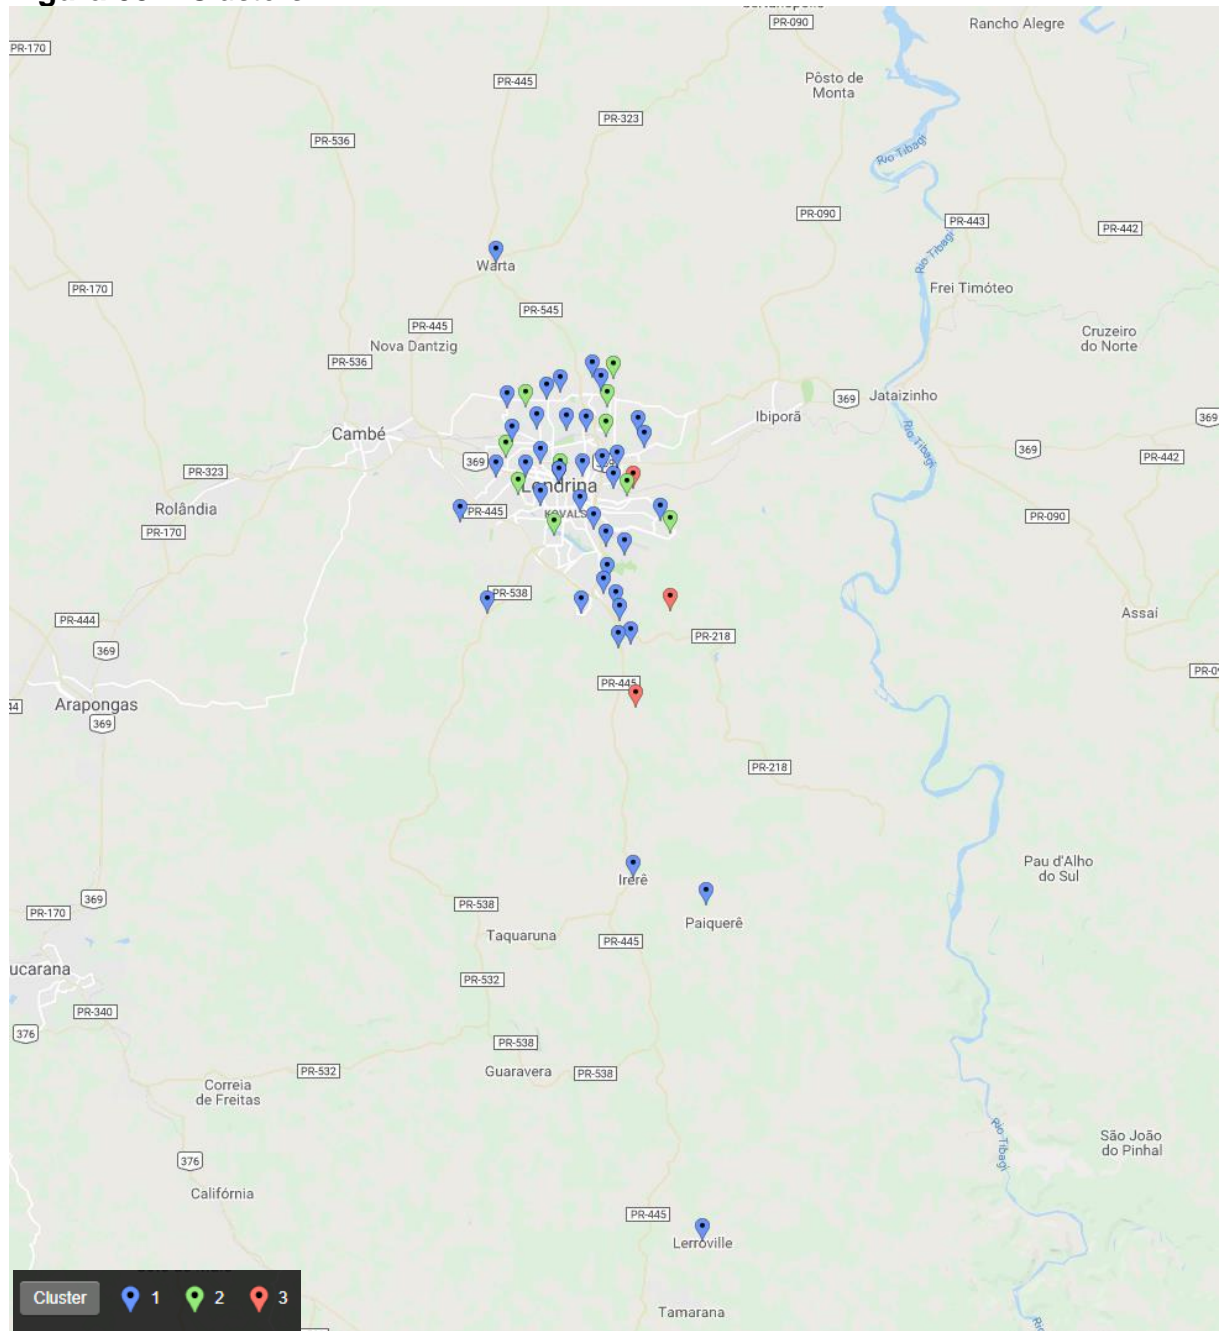 PR-090
Rancho Alegre
PR-170
Pôsto de
Monta
PR-445
PR-323
PR-536
Rio Tibagi
PR-090
PR-443
PR-442
Rio Tibagi
Warta
PR-170
Frei Timóteo
PR-545
PR-445
Nova Dantzig
Cruzeiro
do Norte
PR-536
369
Jataizinho
Ibiporã
369
Cambé
Rio Tibagi
369
369
PR-442
PR-323
Londrina
Rolândia
PR-445
PR-090
PR-170
PR-538
Assaí
PR-444
PR-218
369
PR-445
Arapongas
369
PR-218
Irerê
Pau d'Alho
do Sul
369
PR-538
PR-170
Paiquerê
Taquaruna
PR-445
ucarana
PR-532
PR-340
376
PR-538
Guaravera
PR-538
PR-532
Correia
de Freitas
Rio Tibagi
São João
do Pinhal
376
Califórnia
PR-445
Lerroville
Cluster
1
2
3
Tamarana